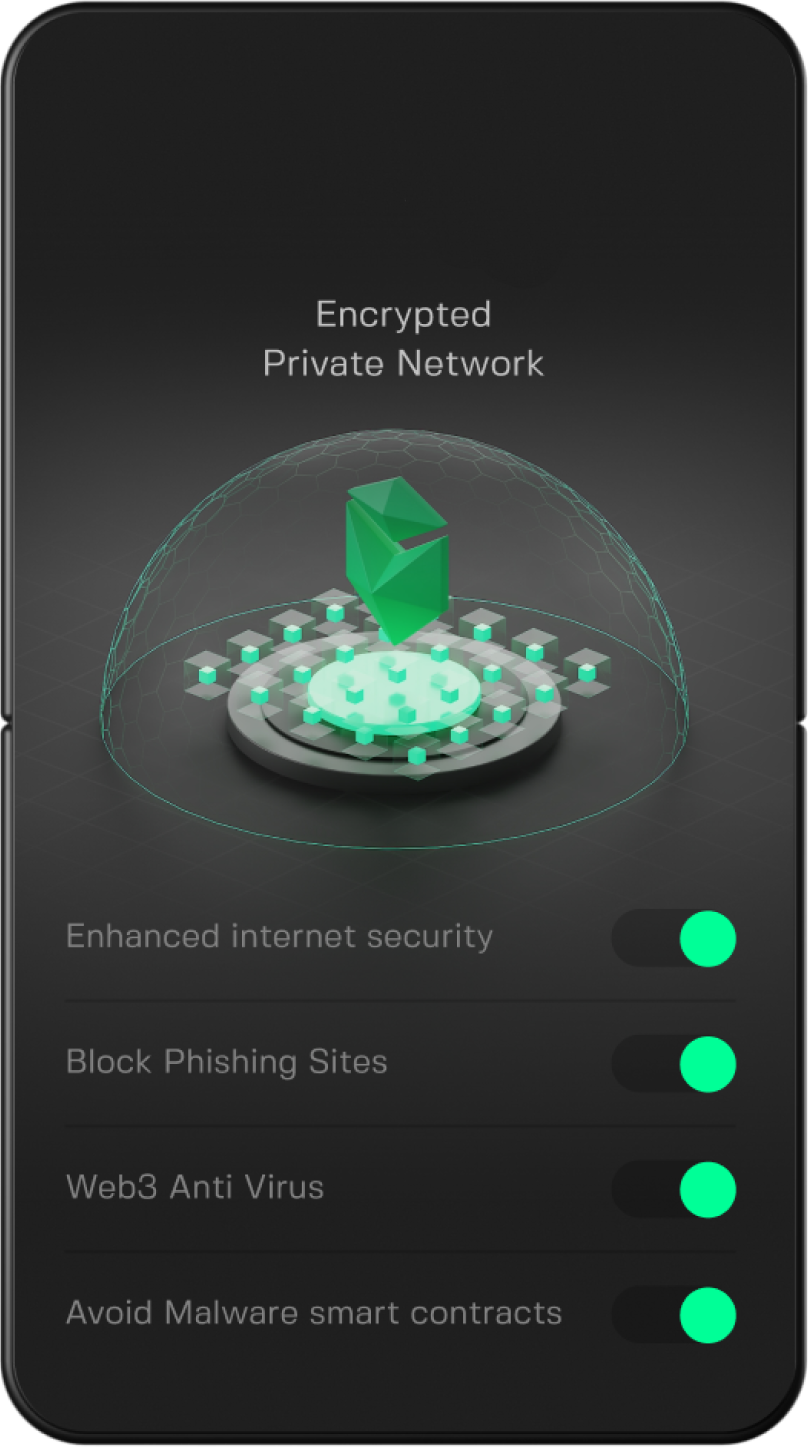 Encrypted
Private Network
Enhanced internet security
Block Phishing Sites
Web3 Anti Virus
Avoid Malware smart contracts